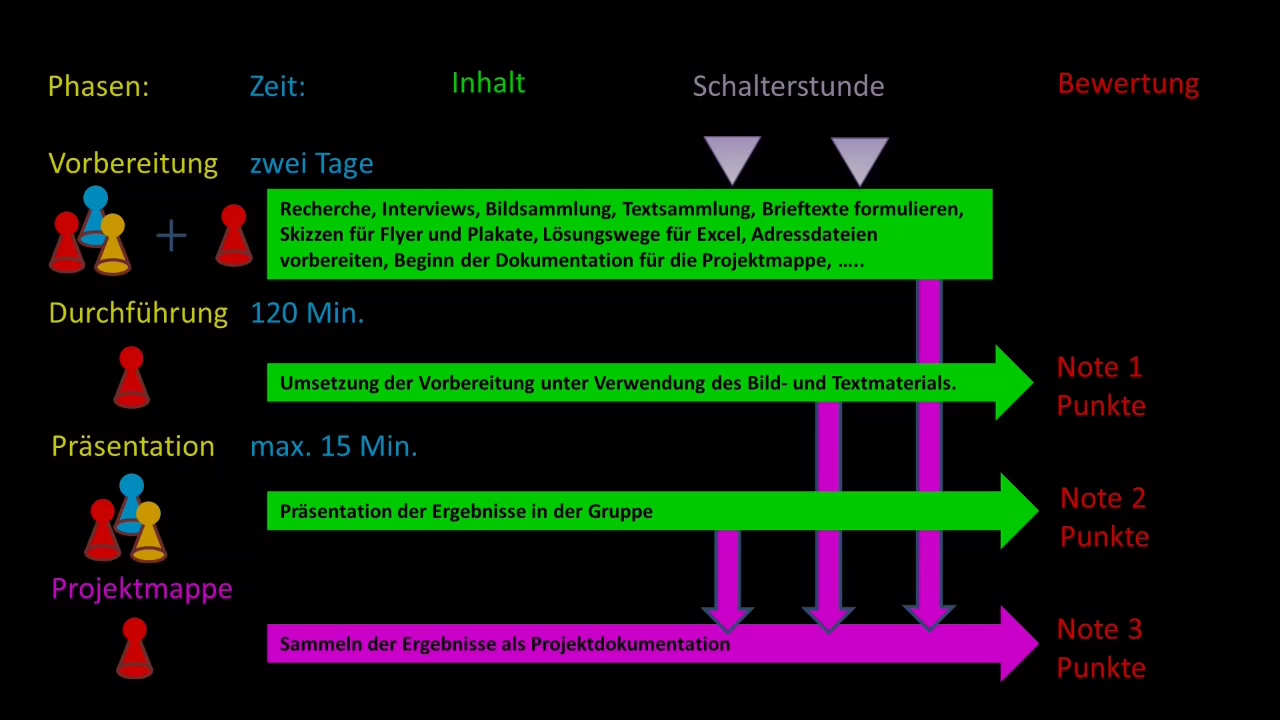 Phasen: Zeit: Inhalt Schalterstunde Bewertung
Vorbereitung zwei Tage
Recherche, Interviews, Bildsammlung, Textsammlung, Brieftexte formulieren,
Skizzen für Flyer und Plakate, Lösungswege für Excel, Adressdateien
vorbereiten, Beginn der Dokumentation für die Projektmappe, …..
Durchführung 120 Min.
Umsetzung der Vorbereitung unter Verwendung des Bild- und Textmaterials.
Note 1
Punkte
Präsentation max. 15 Min.
Präsentation der Ergebnisse in der Gruppe
Note 2
Punkte
Projektmappe
Sammeln der Ergebnisse als Projektdokumentation
Note 3
Punkte